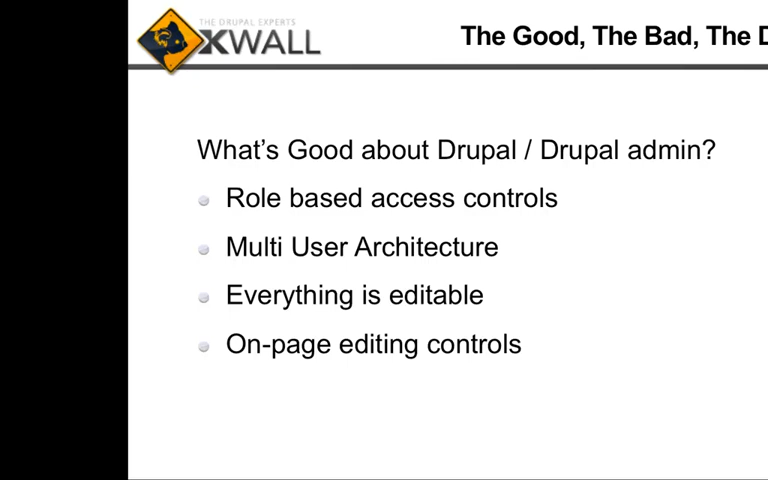 THE DRUPAL EXPERTS
XWALL
The Good, The Bad, The D
What's Good about Drupal / Drupal admin?
Role based access controls
Multi User Architecture
Everything is editable
On-page editing controls